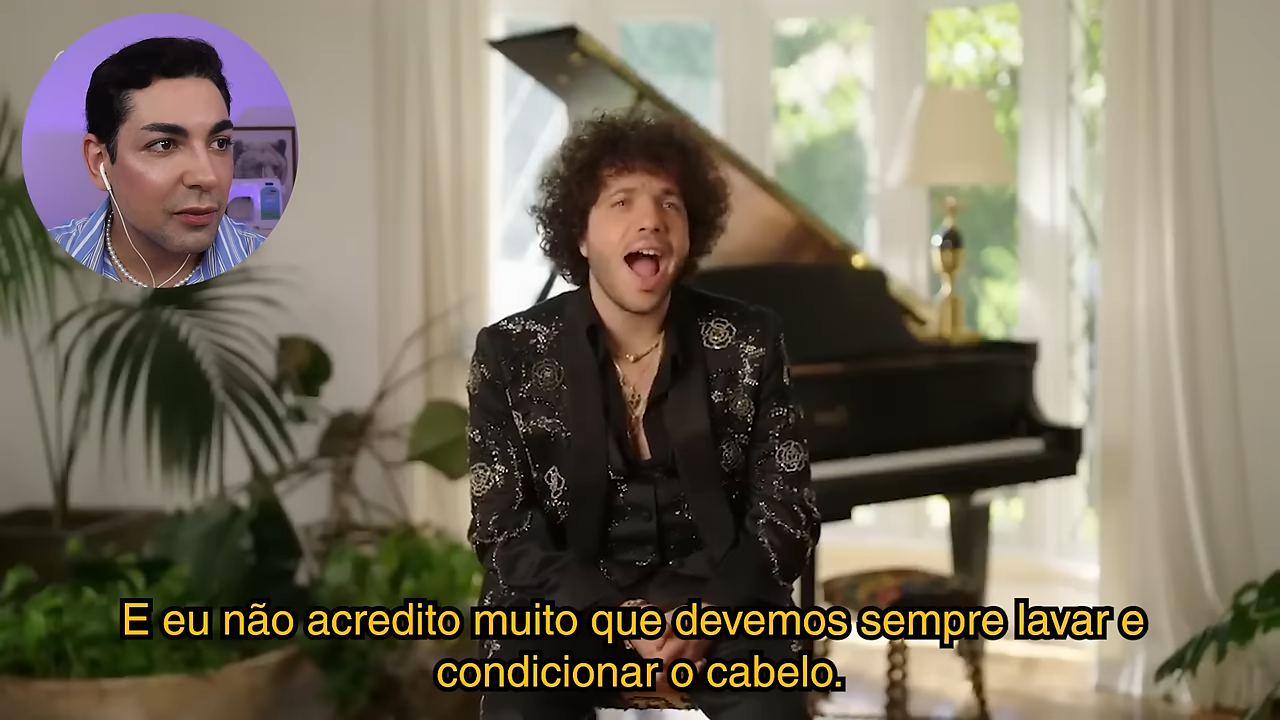 E eu não acredito muito que devemos sempre lavar e
condicionar o cabelo.